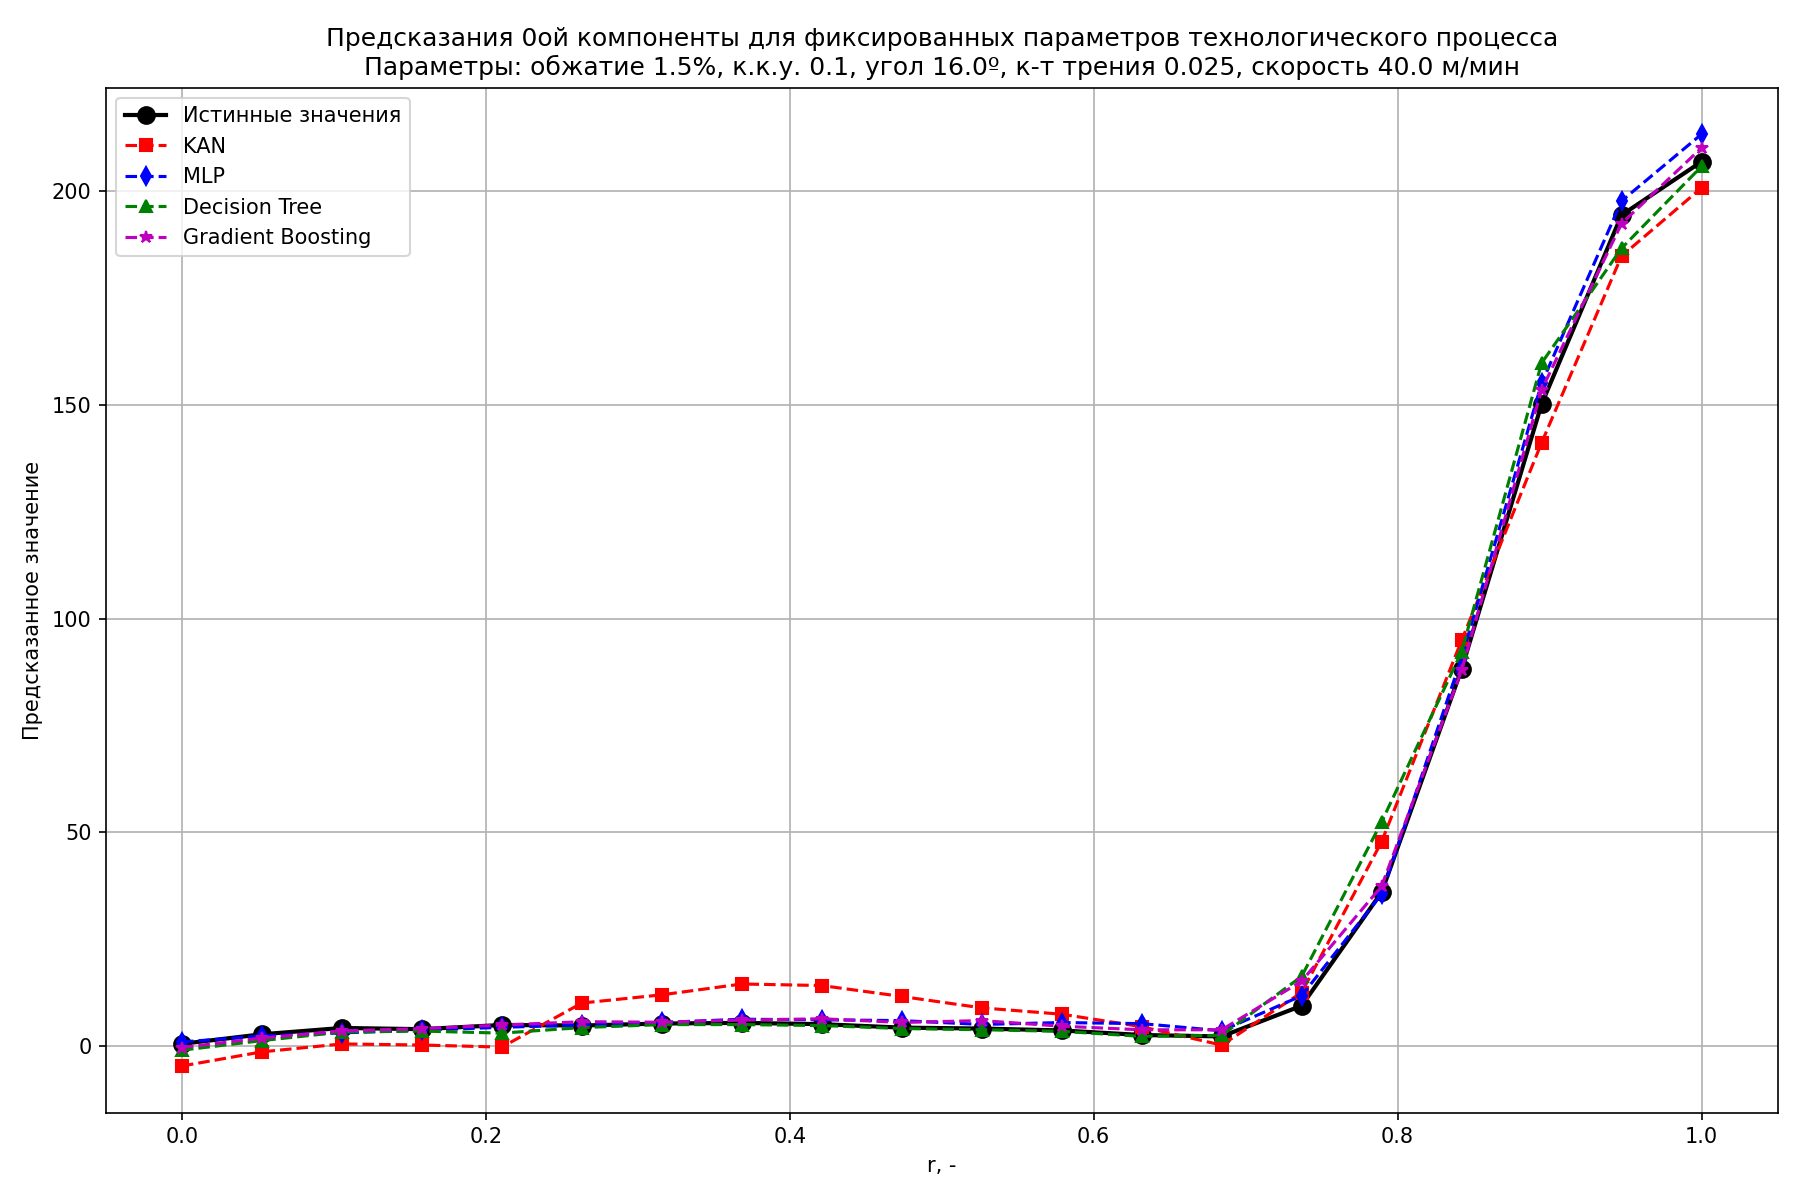 Предсказания 0ой компоненты для фиксированных параметров технологического процесса
Параметры: обжатие 1.5%, к.к.у. 0.1, угол 16.0º, к-т трения 0.025, скорость 40.0 м/мин
Истинные значения
KAN
MLP
Decision Tree
Gradient Boosting
Предсказанное значение
200
150
100
50
0
0.0
0.2
0.4
0.6
0.8
1.0
r, -